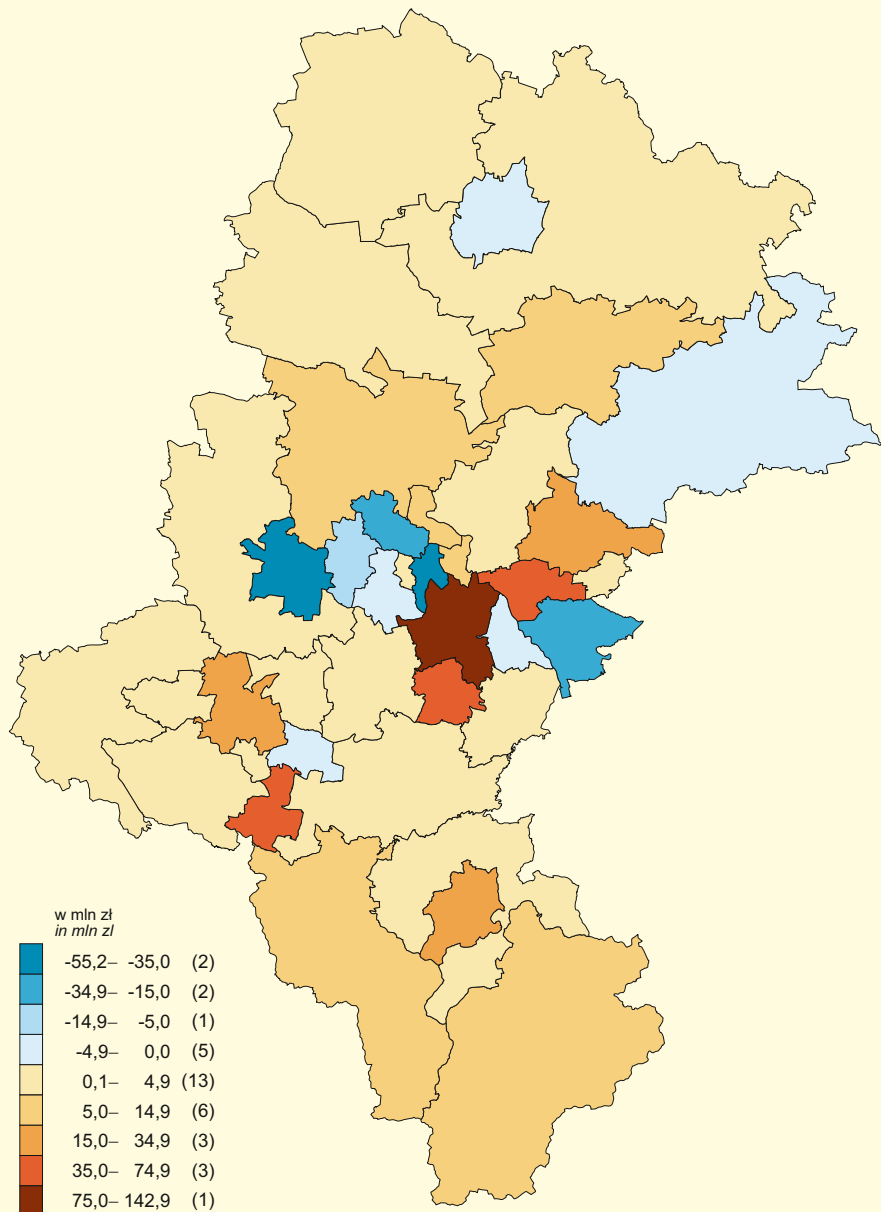 w mln zł
in mln zl
-55,2– -35,0 (2)
-34,9– -15,0 (2)
-14,9– -5,0 (1)
-4,9– 0,0 (5)
0,1– 4,9 (13)
5,0– 14,9 (6)
15,0– 34,9 (3)
35,0– 74,9 (3)
75,0– 142,9 (1)